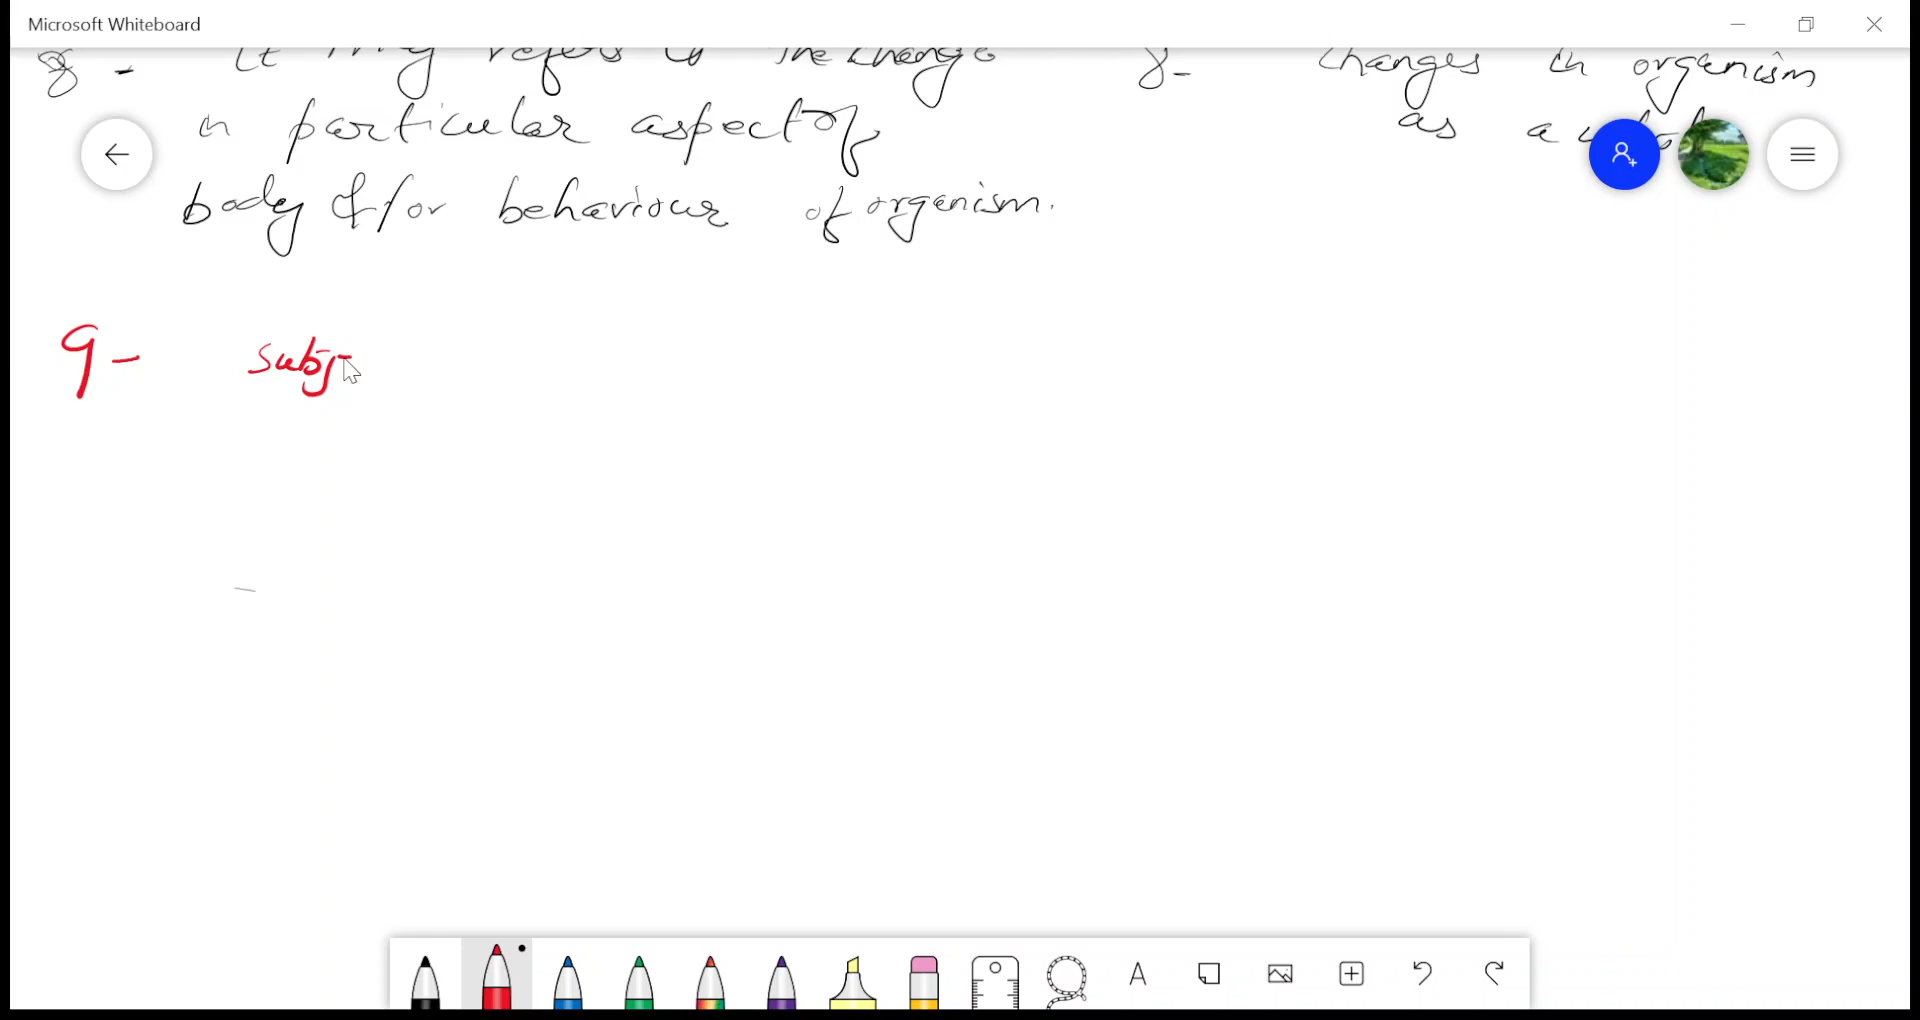 Microsoft Whiteboard
8 - It may refers to the change
in particular aspect of
body &/or behaviour of organism.
8- changes in organism
as a
9- subj
A